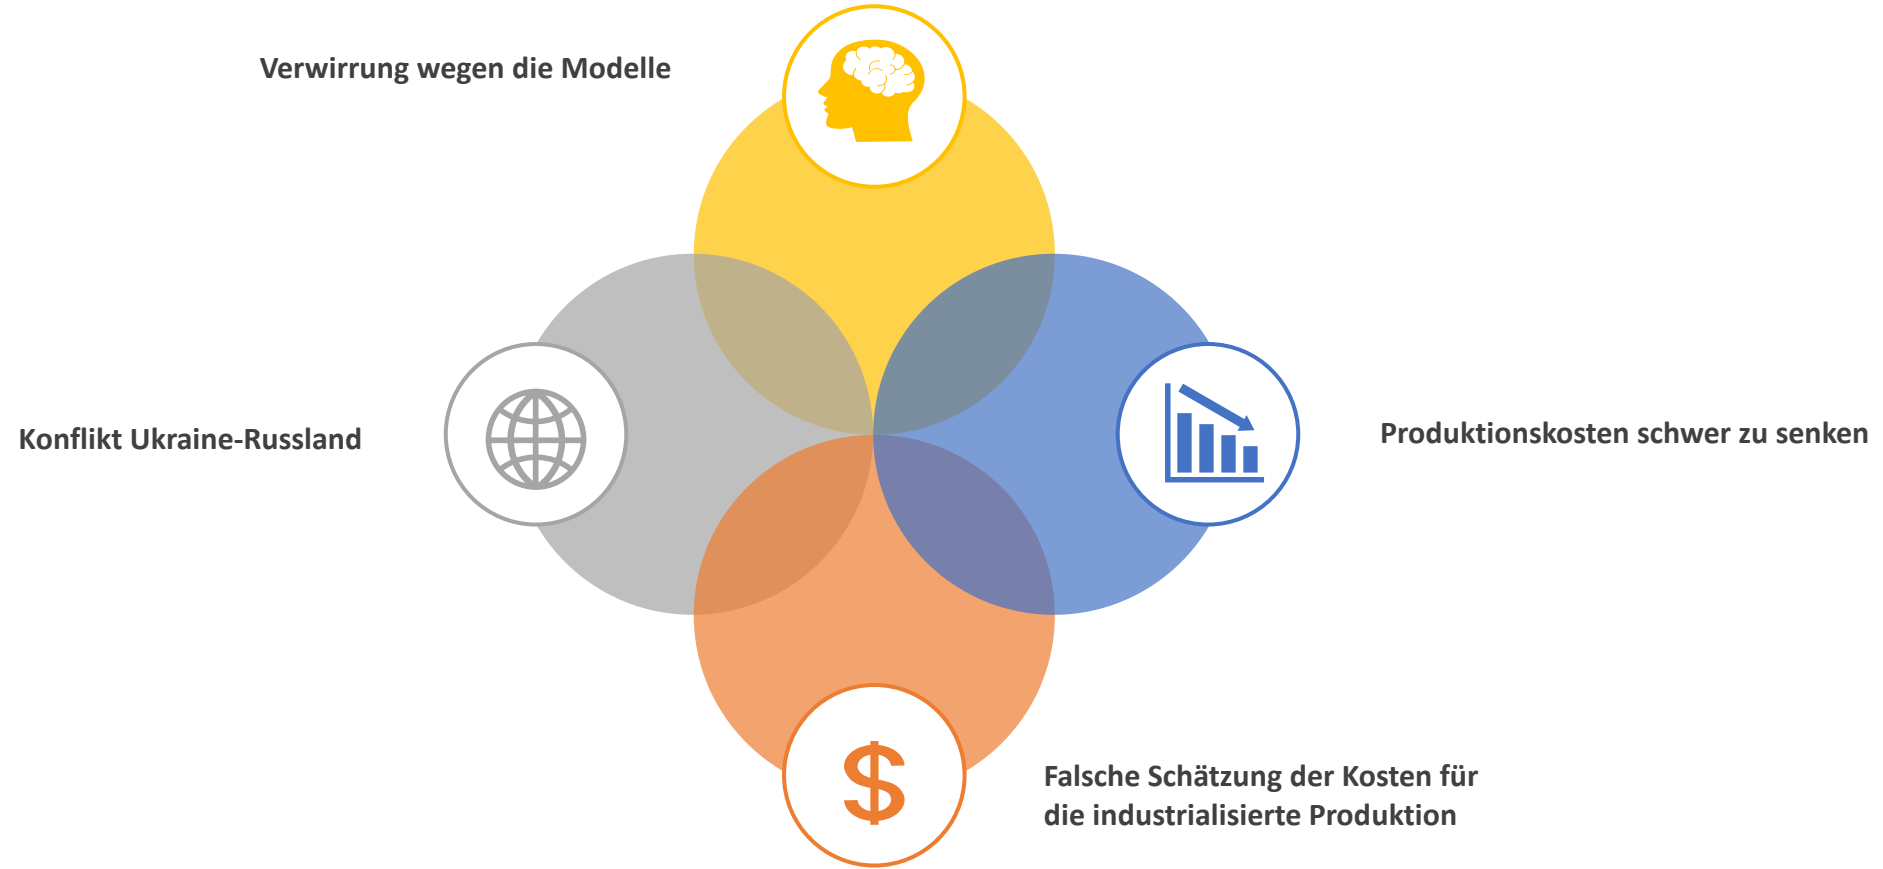 Verwirrung wegen die Modelle
Konflikt Ukraine-Russland
Produktionskosten schwer zu senken
Falsche Schätzung der Kosten für
die industrialisierte Produktion
$